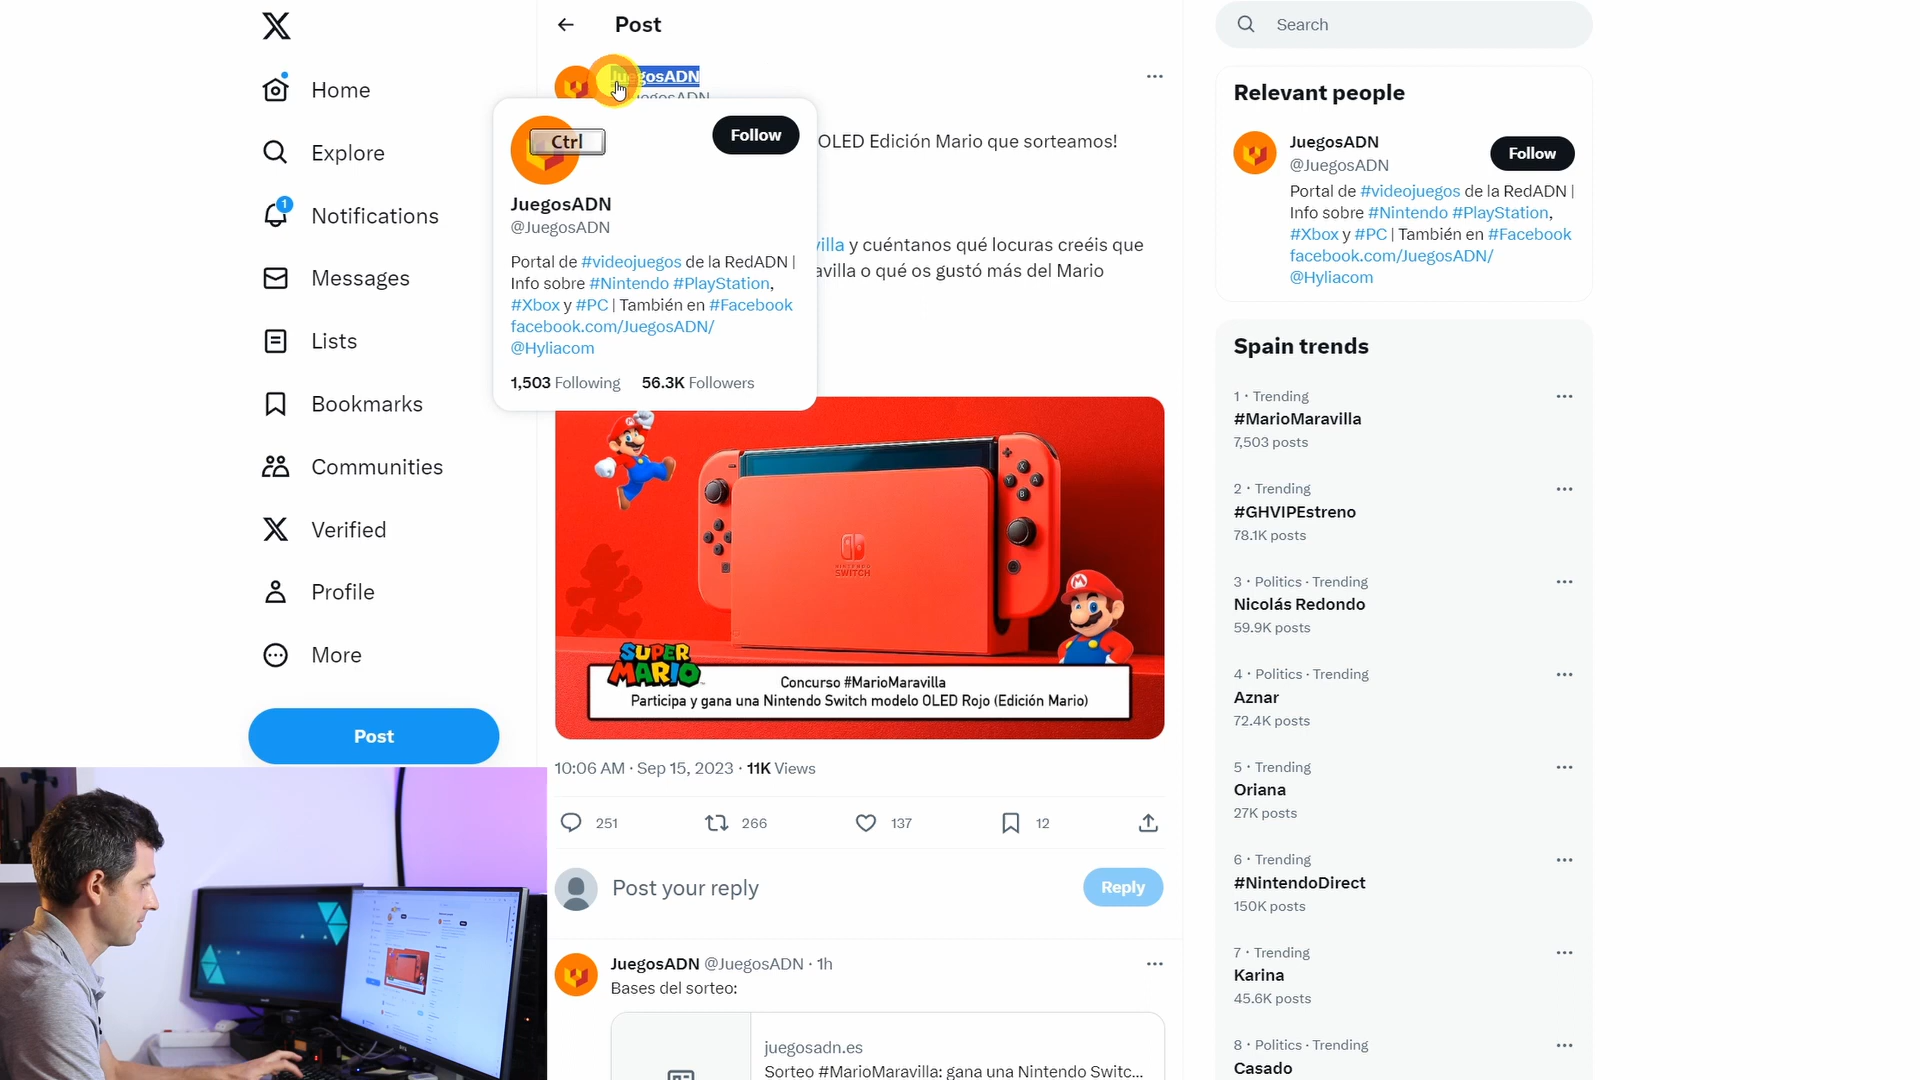 Home
Explore
1
Notifications
Messages
Lists
Bookmarks
Communities
Verified
Profile
More
Post
Post
JuegosADN
Ctrl
Follow
JuegosADN
@JuegosADN
Portal de #videojuegos de la RedADN |
Info sobre #Nintendo #PlayStation,
#Xbox y #PC | También en #Facebook
facebook.com/JuegosADN/
@Hyliacom
1,503 Following 56.3K Followers
OLED Edición Mario que sorteamos!
y cuéntanos qué locuras creéis que
o qué os gustó más del Mario
NINTENDO
SWITCH
SUPER
MARIO
Concurso #MarioMaravilla
Participa y gana una Nintendo Switch modelo OLED Rojo (Edición Mario)
10:06 AM · Sep 15, 2023 · 11K Views
251 266 137 12
Post your reply
Reply
JuegosADN @JuegosADN · 1h
Bases del sorteo:
juegosadn.es
Sorteo #MarioMaravilla: gana una Nintendo Switc...
Search
Relevant people
JuegosADN
@JuegosADN
Follow
Portal de #videojuegos de la RedADN |
Info sobre #Nintendo #PlayStation,
#Xbox y #PC | También en #Facebook
facebook.com/JuegosADN/
@Hyliacom
Spain trends
1 · Trending
#MarioMaravilla
7,503 posts
2 · Trending
#GHVIPEstreno
78.1K posts
3 · Politics · Trending
Nicolás Redondo
59.9K posts
4 · Politics · Trending
Aznar
72.4K posts
5 · Trending
Oriana
27K posts
6 · Trending
#NintendoDirect
150K posts
7 · Trending
Karina
45.6K posts
8 · Politics · Trending
Casado